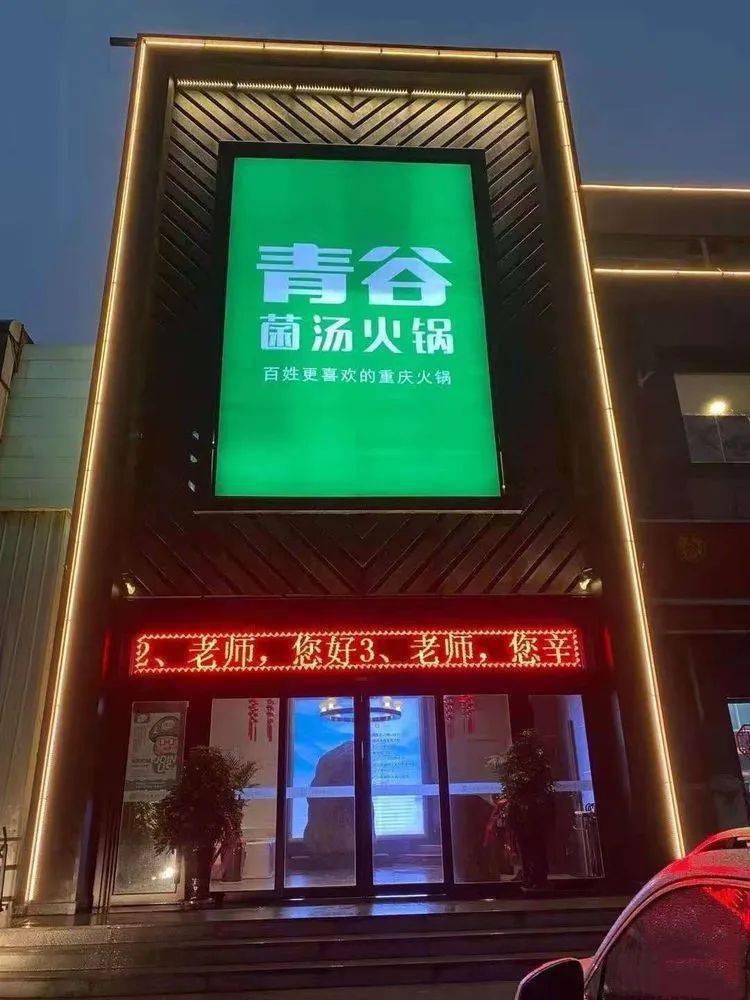 青谷
菌汤火锅
百姓更喜欢的重庆火锅
2、老师，您好3、老师，您辛